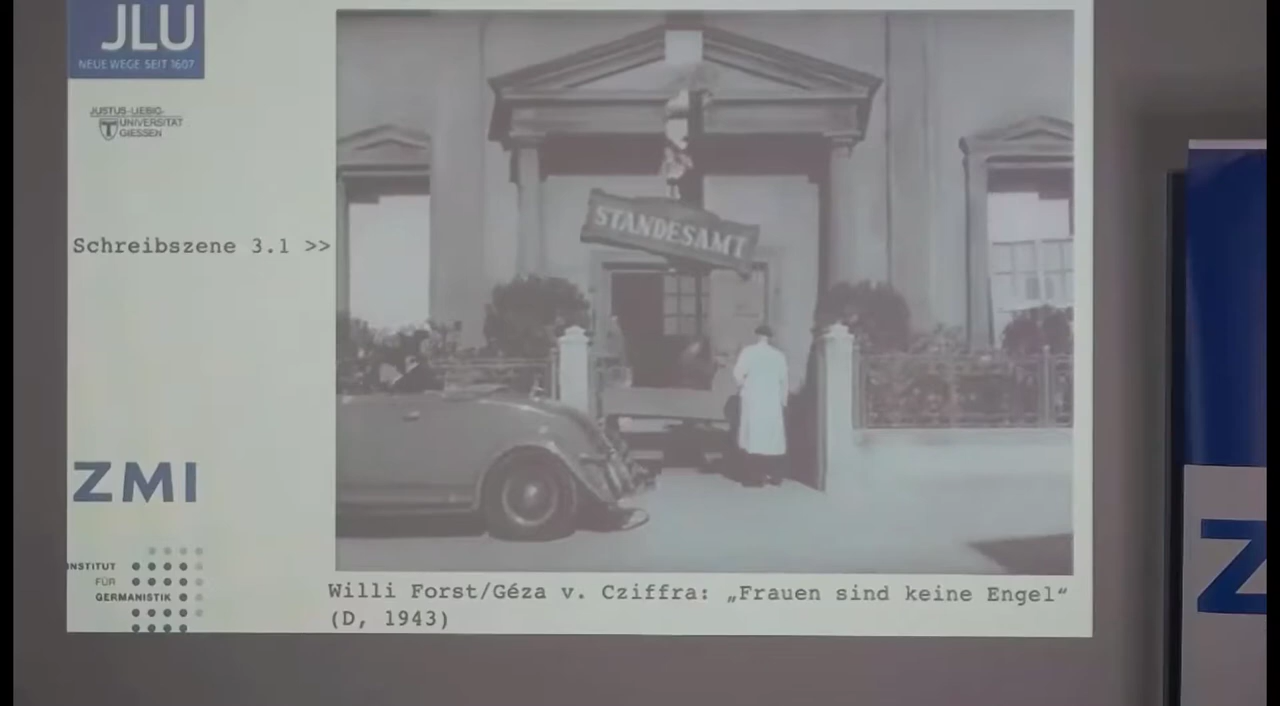 JLU
NEUE WEGE SEIT 1607
JUSTUS-LIEBIG-
UNIVERSITÄT
GIESSEN
Schreibszene 3.1 >>
STANDESAMT
ZMI
INSTITUT
FÜR
GERMANISTIK
Willi Forst/Géza v. Cziffra: „Frauen sind keine Engel“
(D, 1943)
Z